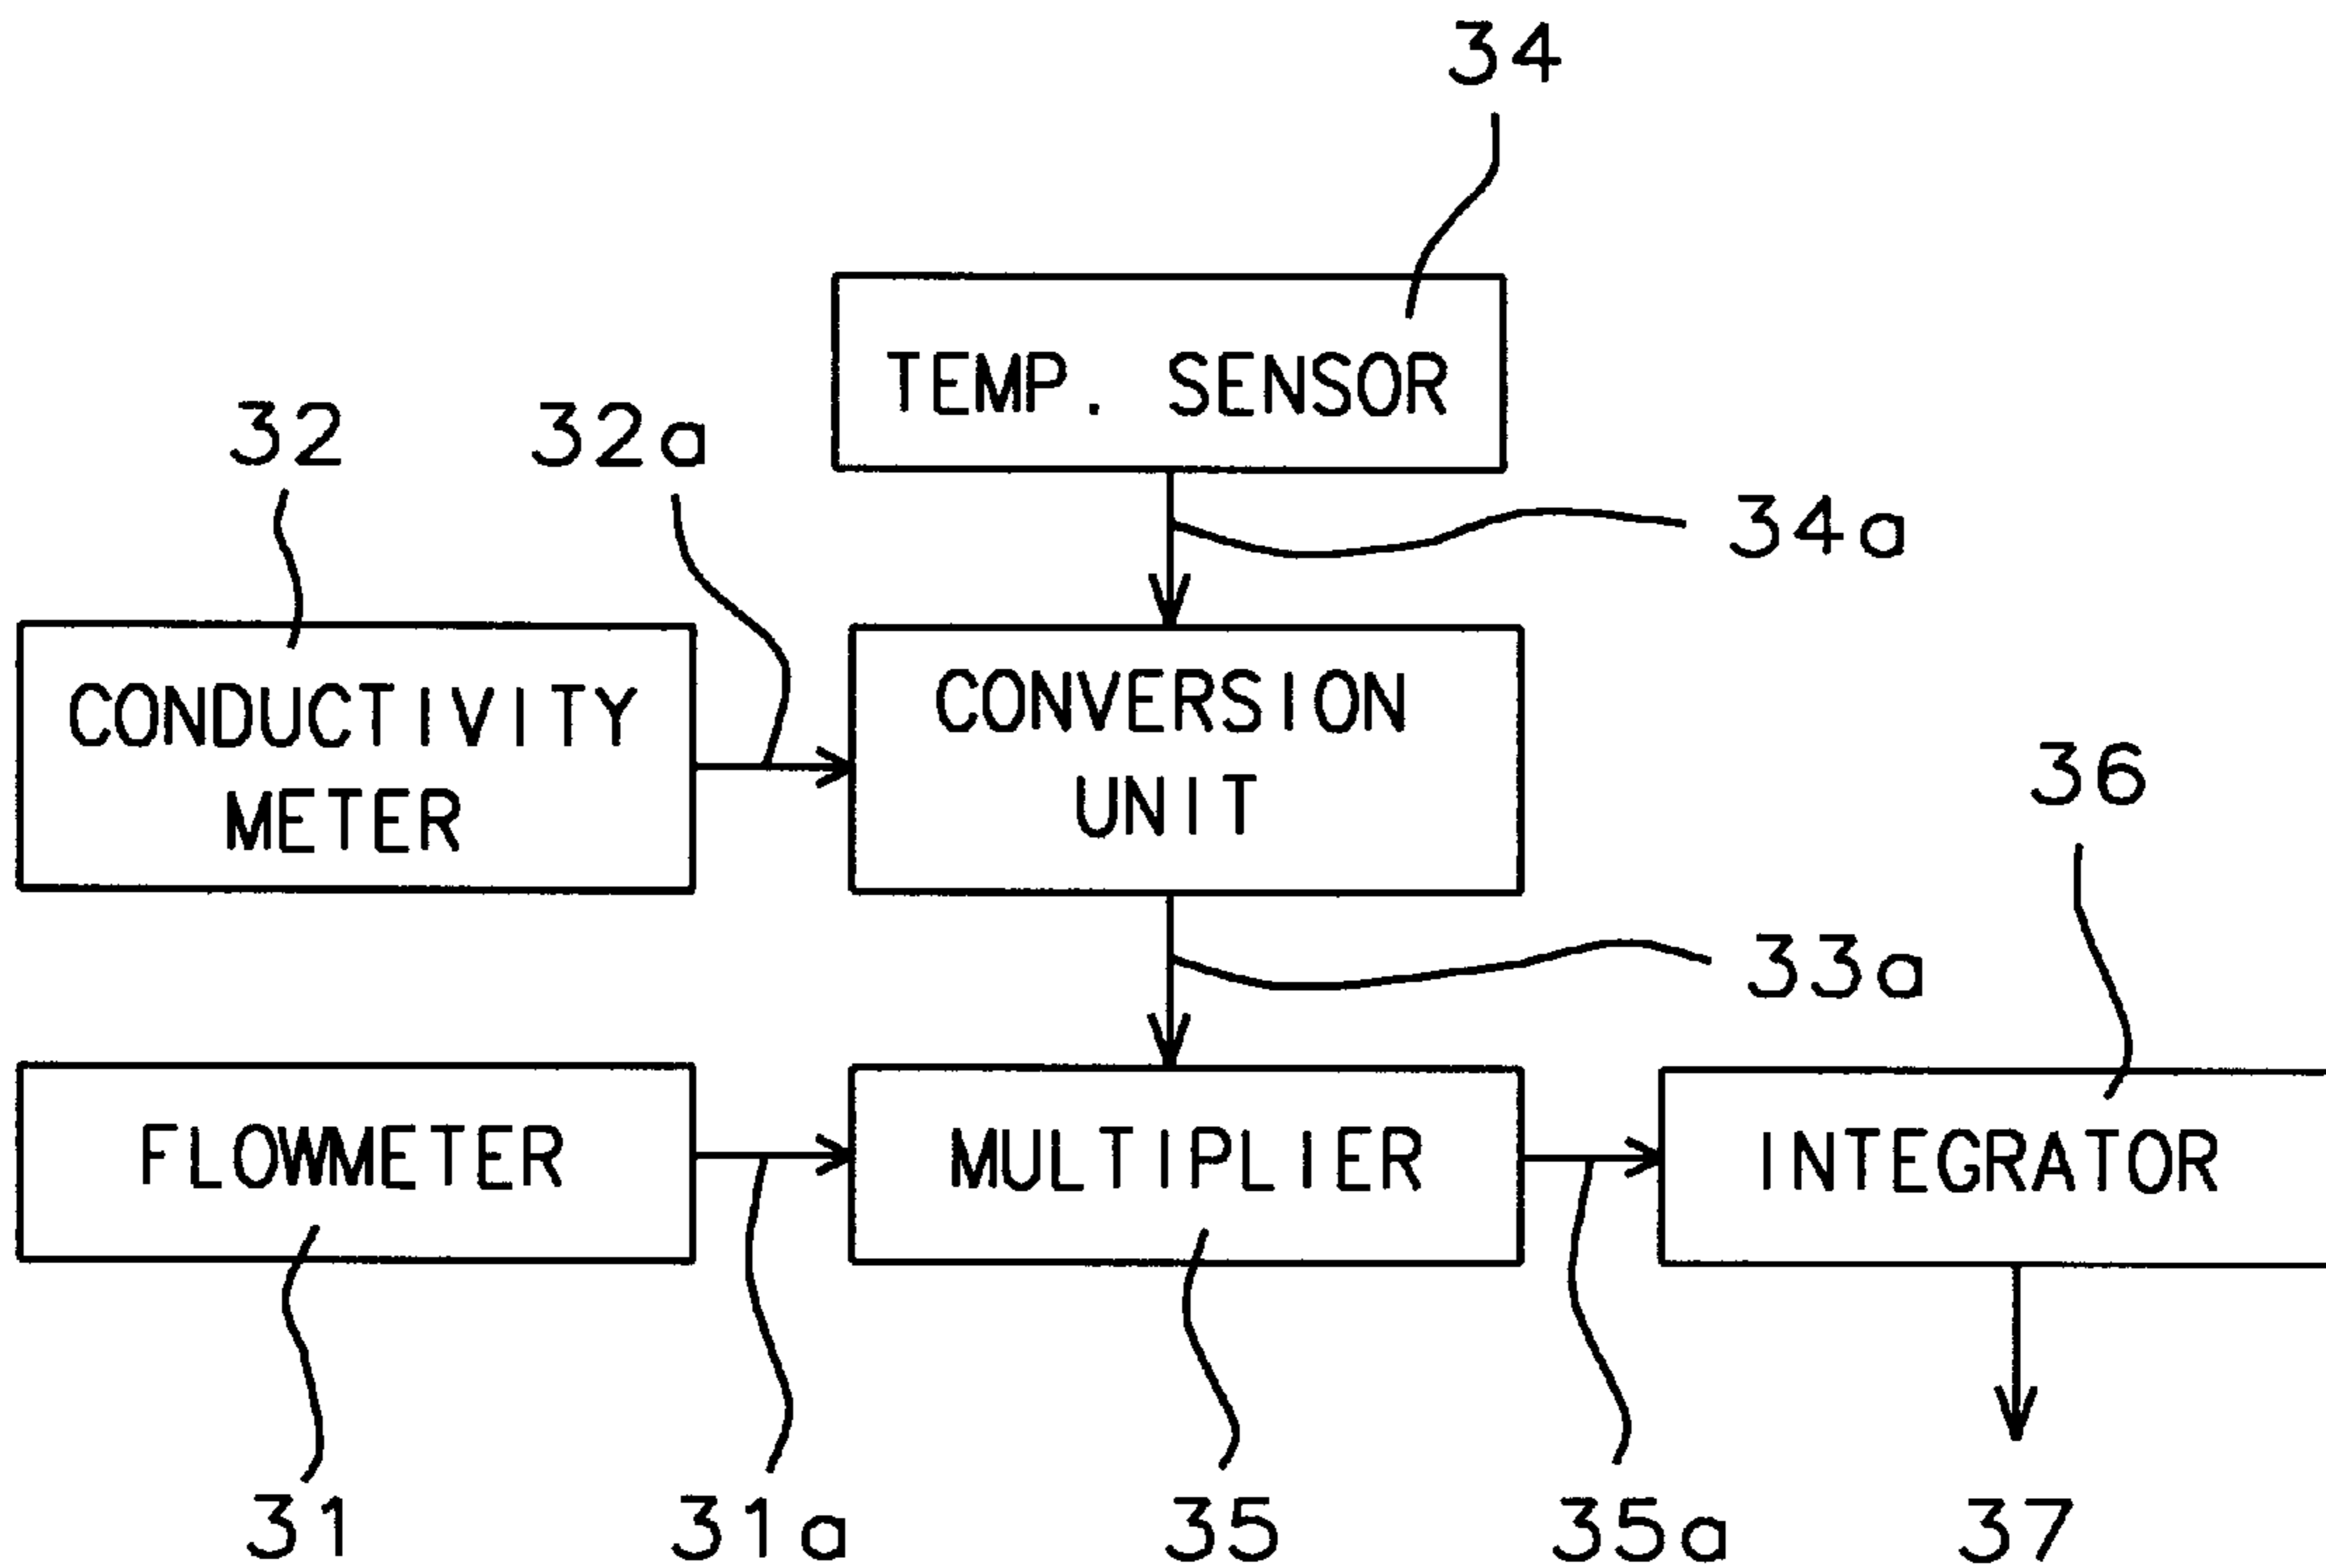 34
TEMP. SENSOR
32
32a
34a
CONDUCTIVITY
METER
CONVERSION
UNIT
36
33a
FLOWMETER
MULTIPLIER
INTEGRATOR
31
31a
35
35a
37